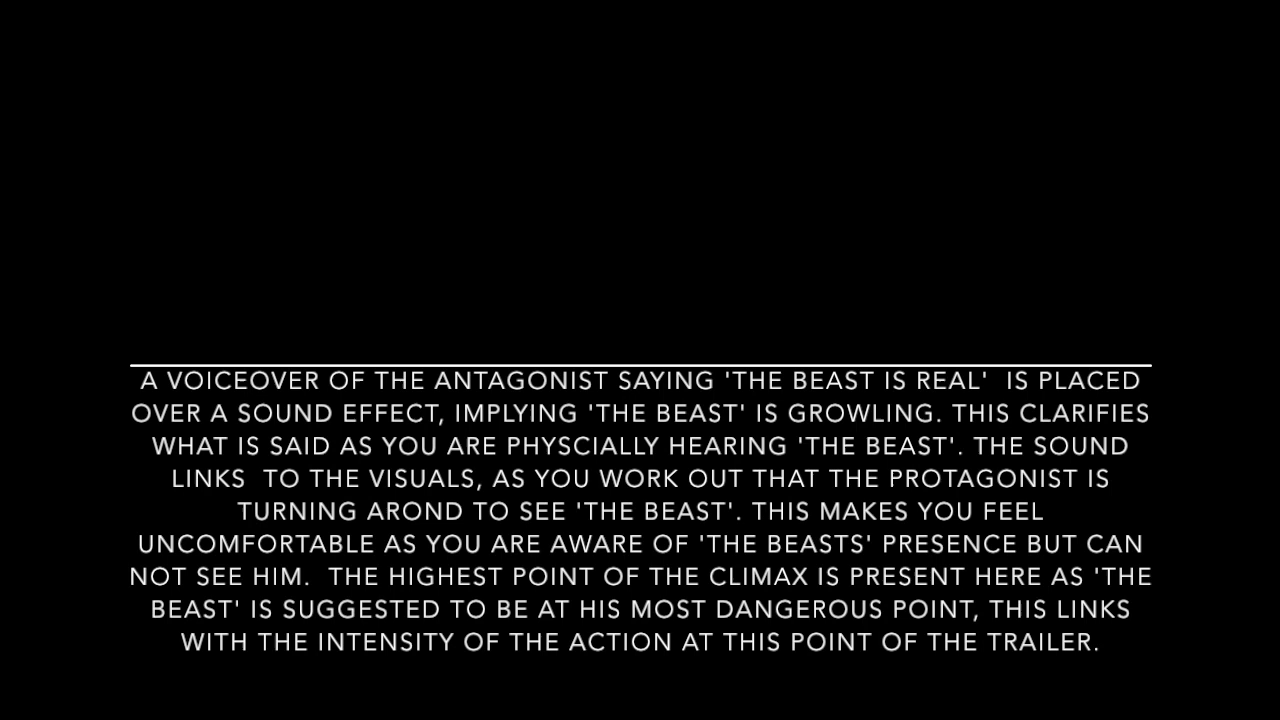 A VOICEOVER OF THE ANTAGONIST SAYING 'THE BEAST IS REAL'  IS PLACED
OVER A SOUND EFFECT, IMPLYING 'THE BEAST' IS GROWLING. THIS CLARIFIES
WHAT IS SAID AS YOU ARE PHYSCIALLY HEARING 'THE BEAST'. THE SOUND
LINKS  TO THE VISUALS, AS YOU WORK OUT THAT THE PROTAGONIST IS
TURNING AROND TO SEE 'THE BEAST'. THIS MAKES YOU FEEL
UNCOMFORTABLE AS YOU ARE AWARE OF 'THE BEASTS' PRESENCE BUT CAN
NOT SEE HIM.  THE HIGHEST POINT OF THE CLIMAX IS PRESENT HERE AS 'THE
BEAST' IS SUGGESTED TO BE AT HIS MOST DANGEROUS POINT, THIS LINKS
WITH THE INTENSITY OF THE ACTION AT THIS POINT OF THE TRAILER.